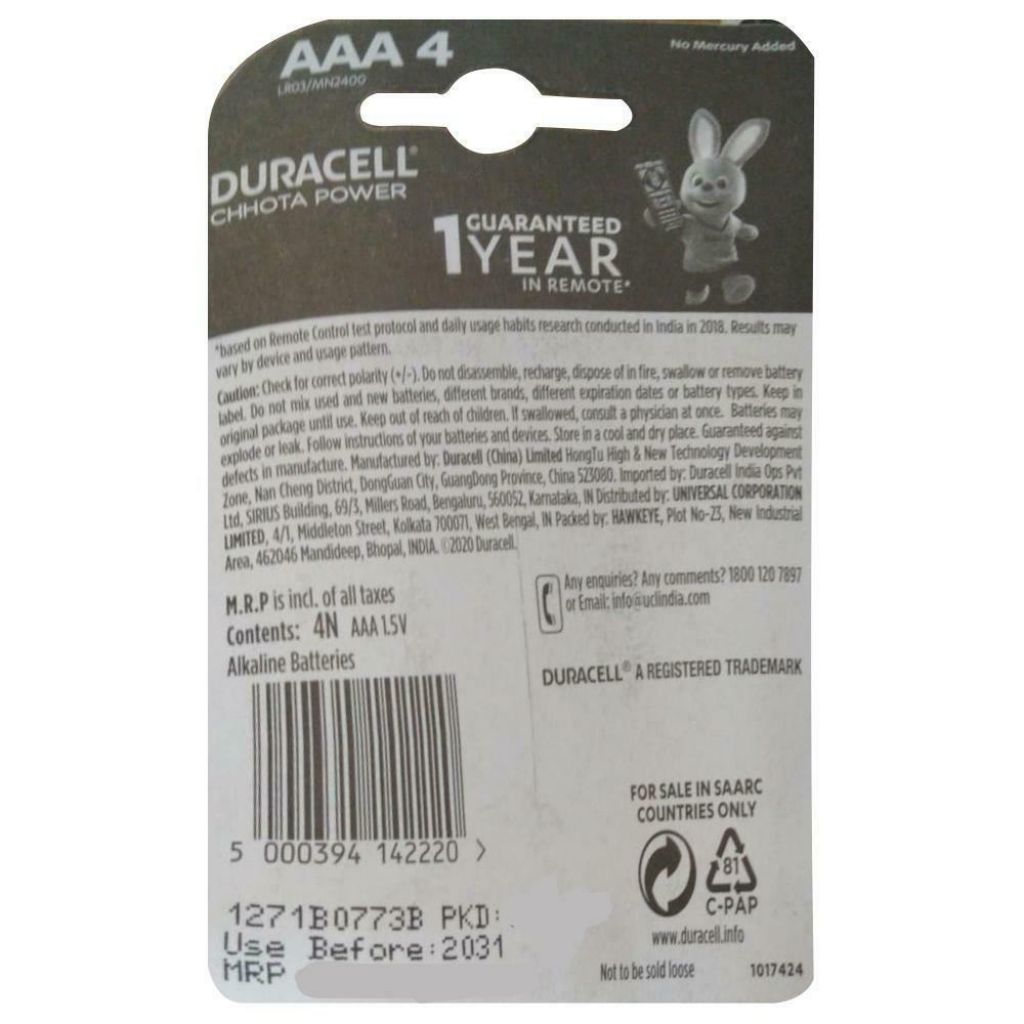 AAA 4
LR03/MN2400
No Mercury Added
DURACELL®
CHHOTA POWER
1 GUARANTEED
YEAR
IN REMOTE*
*based on Remote Control test protocol and daily usage habits research conducted in India in 2018. Results may
vary by device and usage pattern.
Caution: Check for correct polarity (+/-). Do not disassemble, recharge, dispose of in fire, swallow or remove battery
label. Do not mix used and new batteries, different brands, different expiration dates or battery types. Keep in
original package until use. Keep out of reach of children. If swallowed, consult a physician at once. Batteries may
explode or leak. Follow instructions of your batteries and devices. Store in a cool and dry place. Guaranteed against
defects in manufacture. Manufactured by: Duracell (China) Limited HongTu High & New Technology Development
Zone, Nan Cheng District, DongGuan City, GuangDong Province, China 523080. Imported by: Duracell India Ops Pvt
Ltd, SIRIUS Building, 69/3, Millers Road, Bengaluru, 560052, Karnataka, IN Distributed by: UNIVERSAL CORPORATION
LIMITED, 4/1, Middleton Street, Kolkata 700071, West Bengal, IN Packed by: HAWKEYE, Plot No-23, New Industrial
Area, 462046 Mandideep, Bhopal, INDIA. ©2020 Duracell.
M.R.P is incl. of all taxes
Contents: 4N AAA 1.5V
Alkaline Batteries
Any enquiries? Any comments? 1800 120 7897
or Email: info@uclindia.com
DURACELL® A REGISTERED TRADEMARK
5 000394 142220 >
FOR SALE IN SAARC
COUNTRIES ONLY
81
C-PAP
www.duracell.info
1271B0773B PKD:
Use Before:2031
MRP
Not to be sold loose
1017424